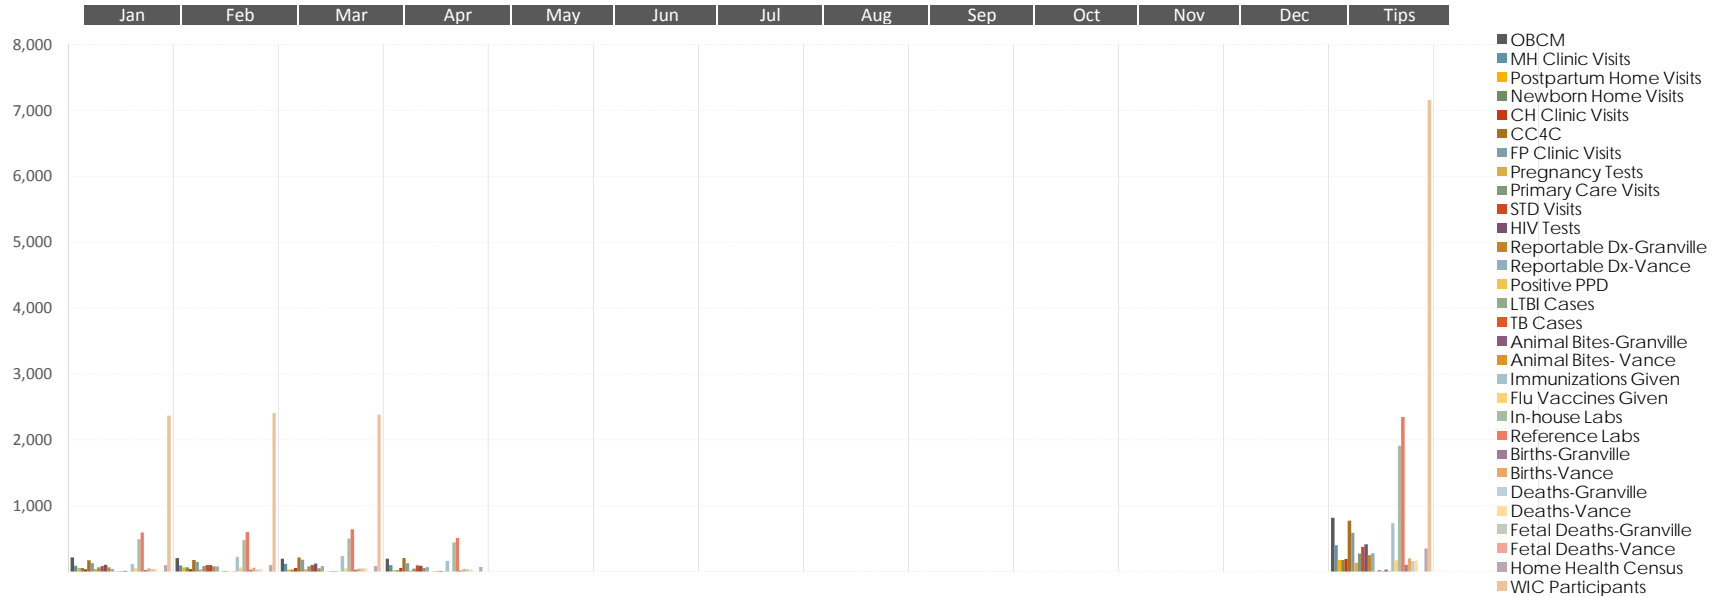 Jan Feb Mar Apr May Jun Jul Aug Sep Oct Nov Dec Tips
8,000
7,000
6,000
5,000
4,000
3,000
2,000
1,000
OBCM
MH Clinic Visits
Postpartum Home Visits
Newborn Home Visits
CH Clinic Visits
CC4C
FP Clinic Visits
Pregnancy Tests
Primary Care Visits
STD Visits
HIV Tests
Reportable Dx-Granville
Reportable Dx-Vance
Positive PPD
LTBI Cases
TB Cases
Animal Bites-Granville
Animal Bites- Vance
Immunizations Given
Flu Vaccines Given
In-house Labs
Reference Labs
Births-Granville
Births-Vance
Deaths-Granville
Deaths-Vance
Fetal Deaths-Granville
Fetal Deaths-Vance
Home Health Census
WIC Participants